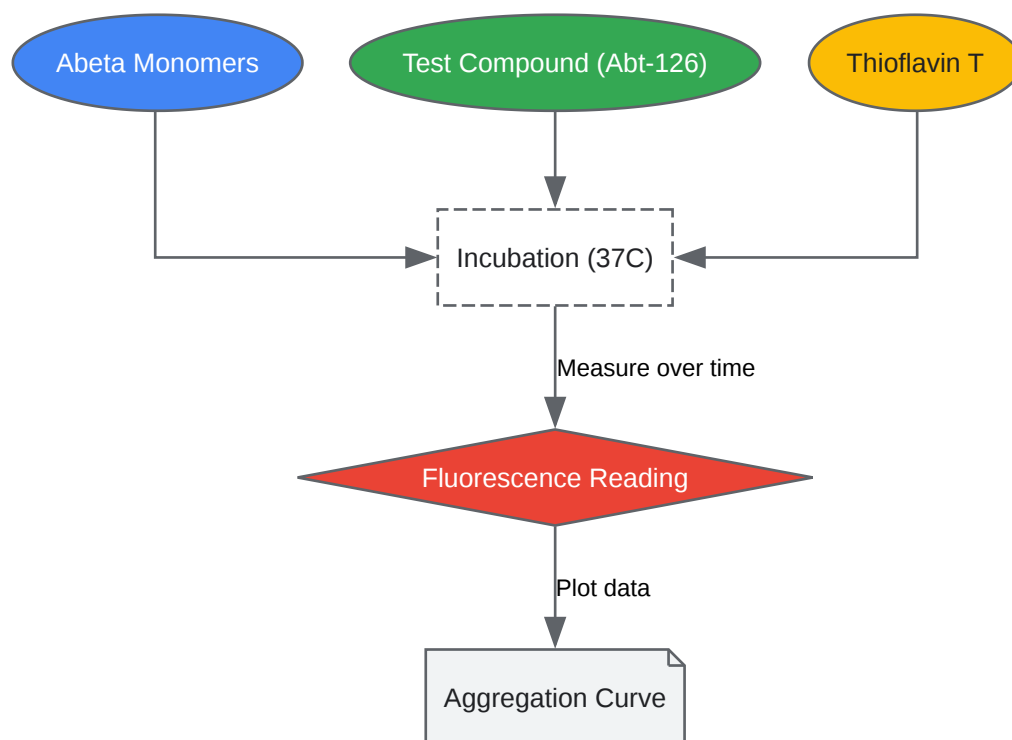 Abeta Monomers
Test Compound (Abt-126)
Thioflavin T
Incubation (37C)
Measure over time
Fluorescence Reading
Plot data
Aggregation Curve